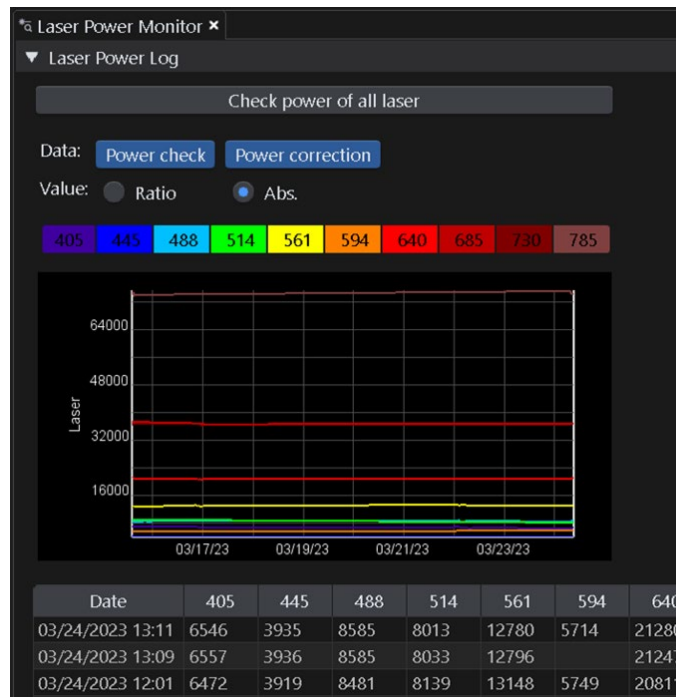 Laser Power Monitor ×
▼ Laser Power Log
Check power of all laser
Data: Power check Power correction
Value: Ratio Abs.
405 445 488 514 561 594 640 685 730 785
64000
48000
32000
16000
Laser
03/17/23 03/19/23 03/21/23 03/23/23
Date 405 445 488 514 561 594 640
03/24/2023 13:11 6546 3935 8585 8013 12780 5714 21280
03/24/2023 13:09 6557 3936 8585 8033 12796 21247
03/24/2023 12:01 6472 3919 8481 8139 13148 5749